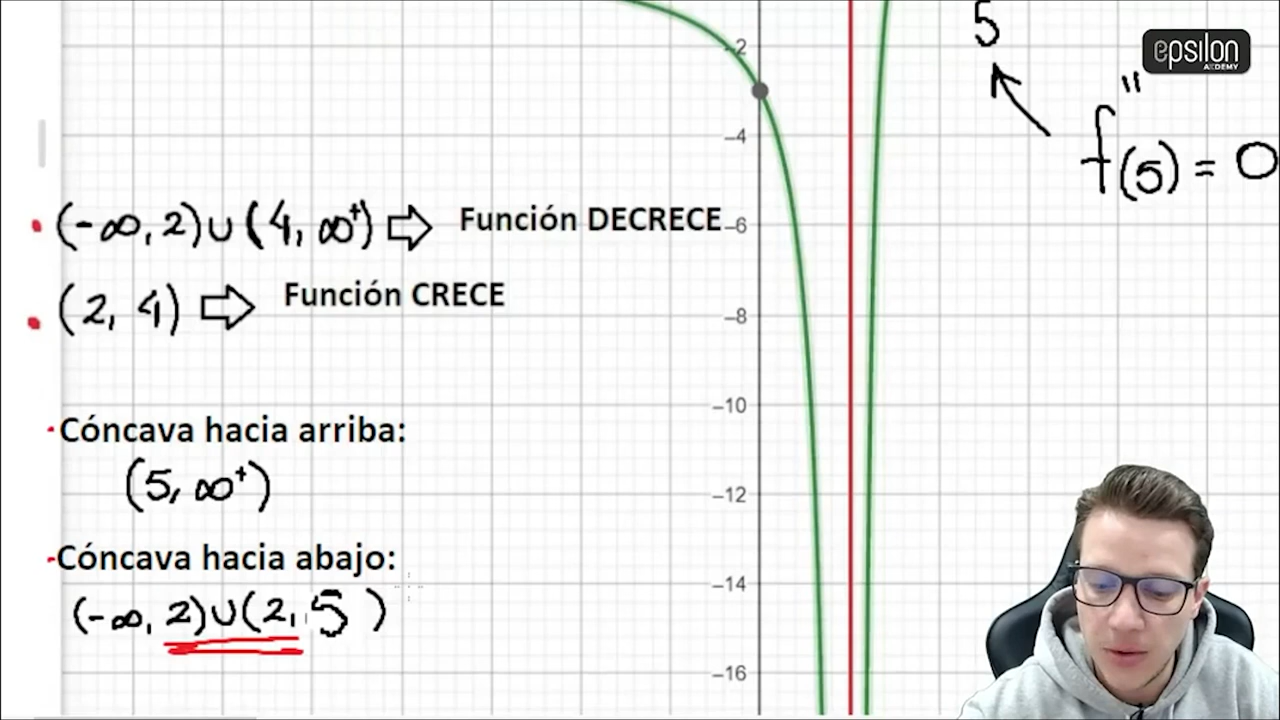 5
epsilon
AKDEMY
f''(5) = 0
-2
-4
(-∞, 2) ∪ (4, ∞⁺) ⇨ Función DECRECE
-6
(2, 4) ⇨ Función CRECE
-8
-10
Cóncava hacia arriba:
(5, ∞⁺)
-12
Cóncava hacia abajo:
-14
(-∞, 2) ∪ (2, 5)
-16